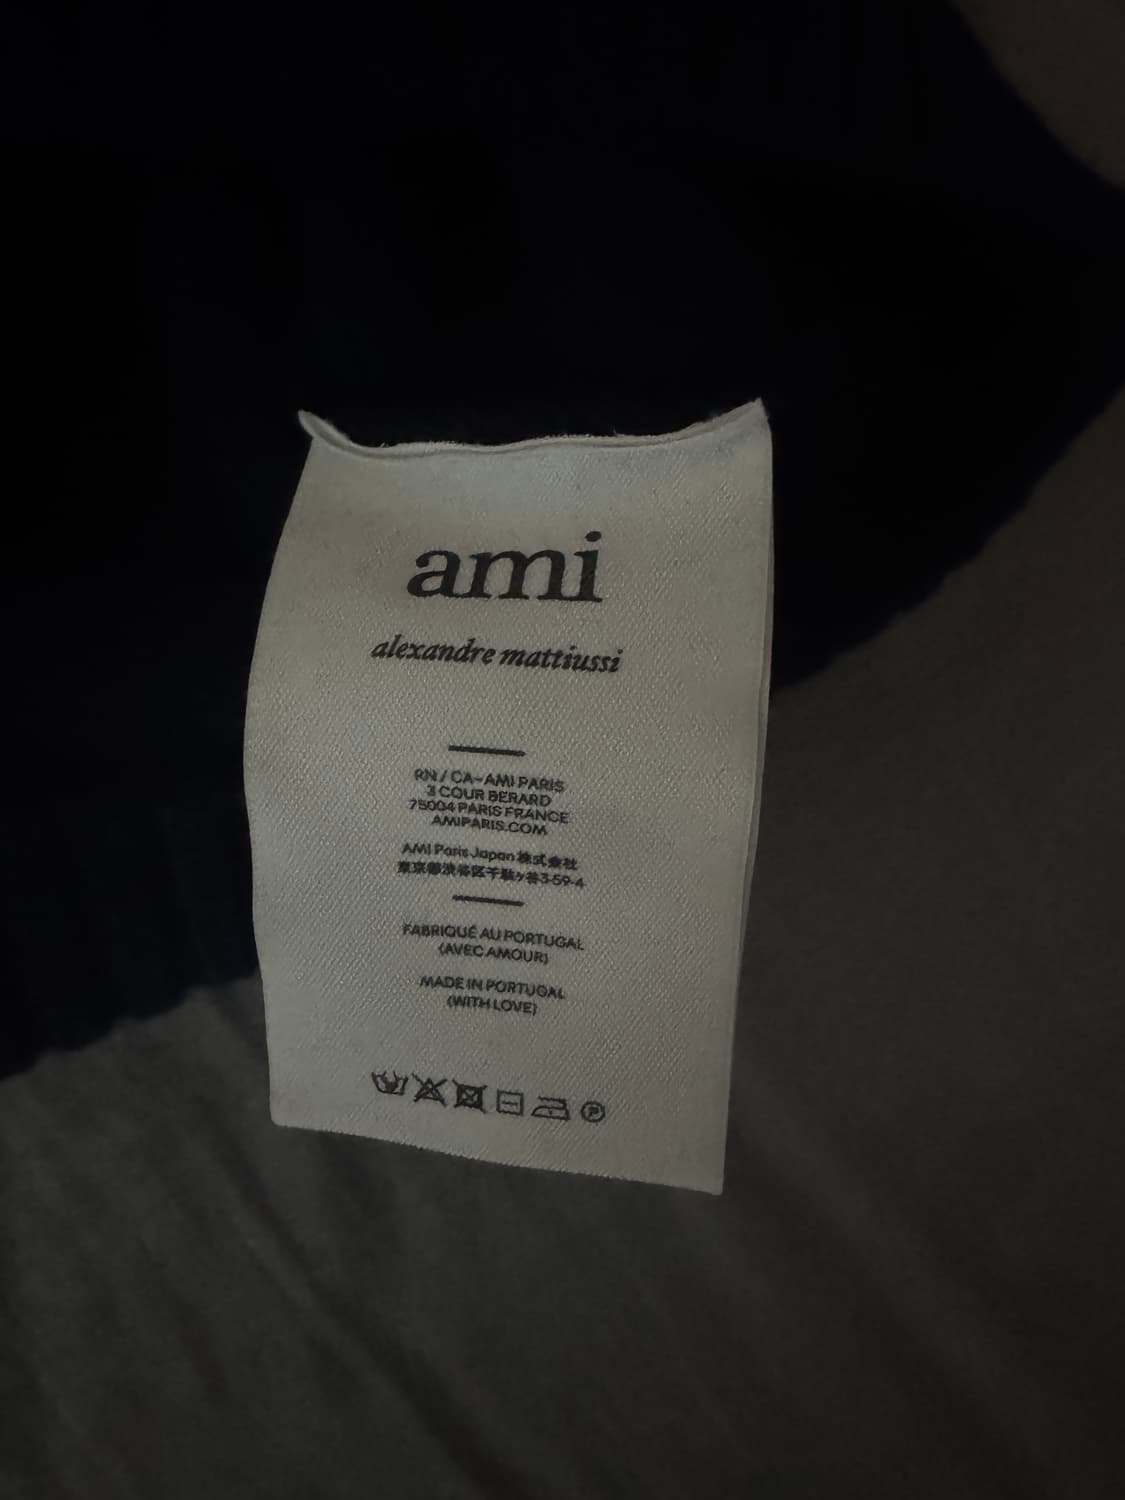 ami
alexandre mattiussi
RN / CA-AMI PARIS
3 COUR BERARD
75004 PARIS FRANCE
AMIPARIS.COM
AMI Paris Japan 株式会社
東京都渋谷区千駄ヶ谷3-59-4
FABRIQUÉ AU PORTUGAL
(AVEC AMOUR)
MADE IN PORTUGAL
(WITH LOVE)
P